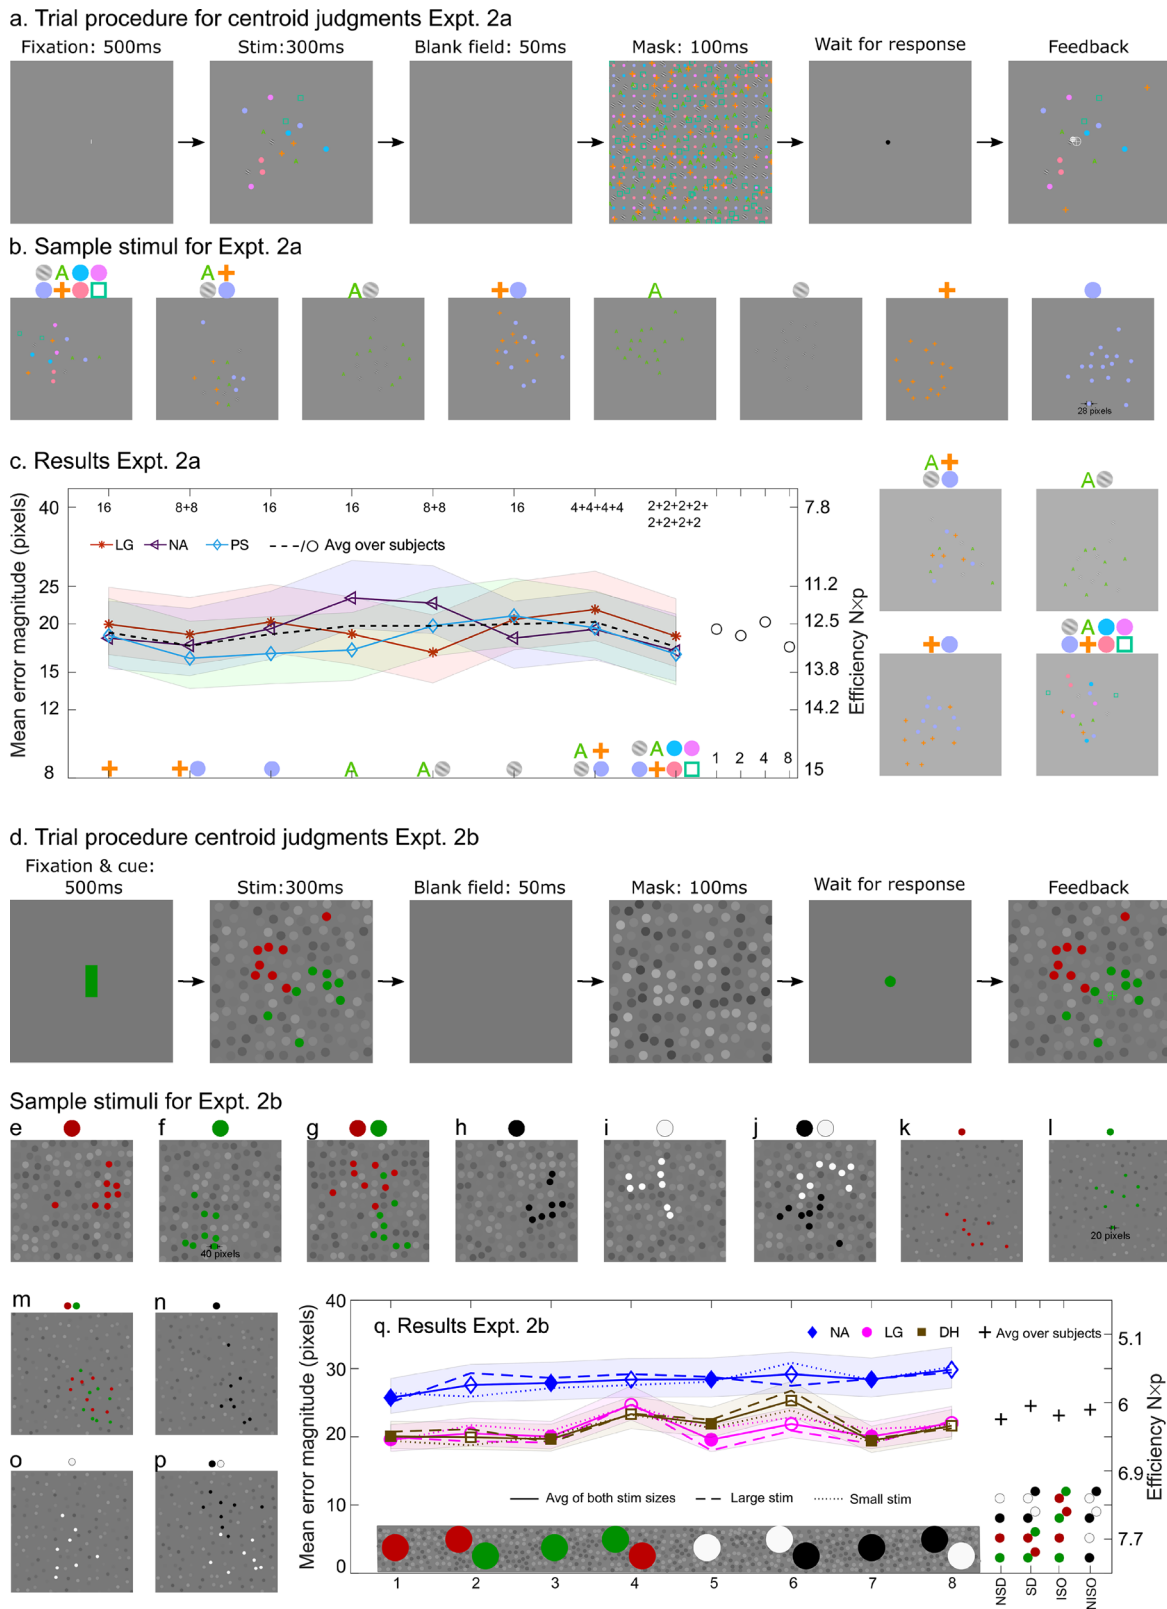 a. Trial procedure for centroid judgments Expt. 2a
Fixation: 500ms
Stim:300ms
Blank field: 50ms
Mask: 100ms
Wait for response
Feedback
b. Sample stimul for Expt. 2a
A
A
A
A
28 pixels
c. Results Expt. 2a
Mean error magnitude (pixels)
40
25
20
15
12
8
16
8+8
16
16
8+8
16
4+4+4+4
2+2+2+2+
2+2+2+2
LG
NA
PS
Avg over subjects
A
A
A
A
1
2
4
8
7.8
11.2
12.5
13.8
14.2
15
Efficiency N×p
A
A
A
d. Trial procedure centroid judgments Expt. 2b
Fixation & cue:
500ms
Stim:300ms
Blank field: 50ms
Mask: 100ms
Wait for response
Feedback
Sample stimuli for Expt. 2b
e
f
g
h
i
j
k
l
40 pixels
20 pixels
m
n
o
p
q. Results Expt. 2b
Mean error magnitude (pixels)
40
30
20
10
0
NA
LG
DH
Avg over subjects
Avg of both stim sizes
Large stim
Small stim
1
2
3
4
5
6
7
8
NSD
SD
ISO
NISO
5.1
6
6.9
7.7
Efficiency N×p